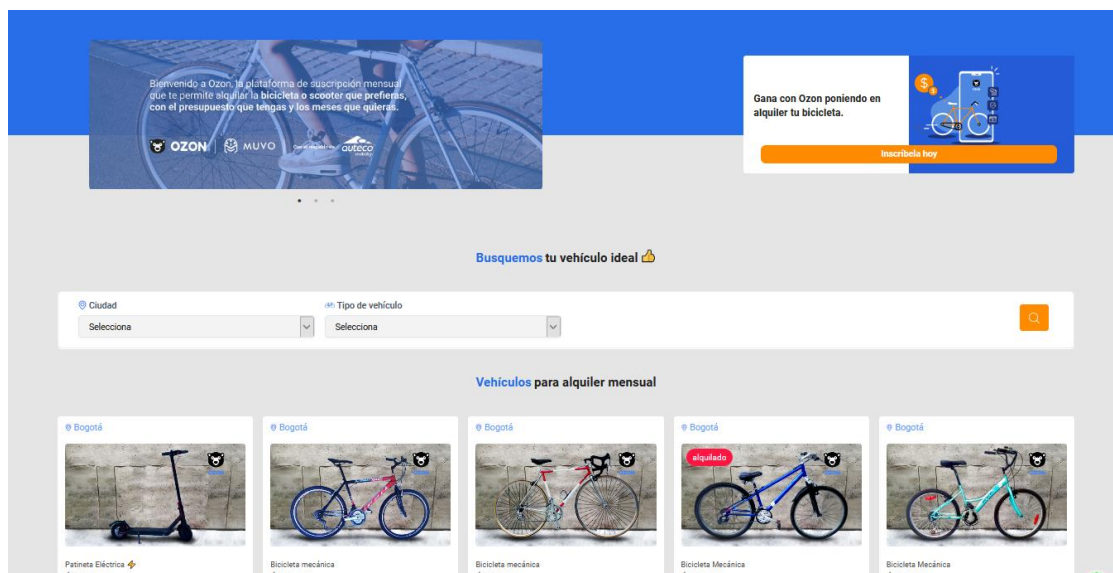 Bienvenido a Ozon, la plataforma de suscripción mensual
que te permite alquilar la bicicleta o scooter que prefieras,
con el presupuesto que tengas y los meses que quieras.
OZON
MUVO
auteco
mobility
Gana con Ozon poniendo en
alquiler tu bicicleta.
Inscríbela hoy
Busquemos tu vehículo ideal 👍
Ciudad
Tipo de vehículo
Selecciona
Selecciona
Vehículos para alquiler mensual
Bogotá
Bogotá
Bogotá
Bogotá
Bogotá
alquilado
Patineta Eléctrica ⚡
Bicicleta mecánica
Bicicleta mecánica
Bicicleta Mecánica
Bicicleta Mecánica